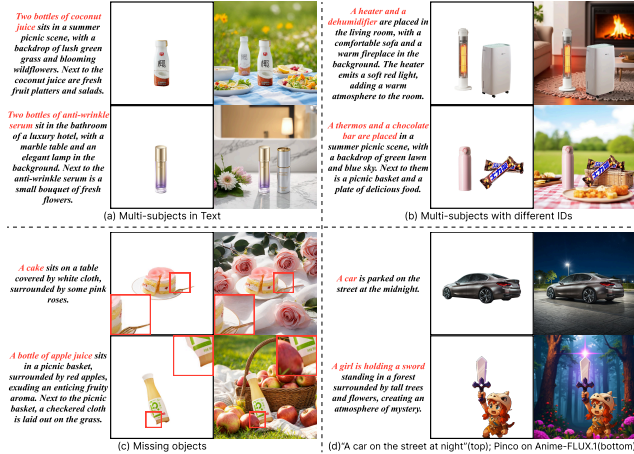 Two bottles of coconut
juice sits in a summer
picnic scene, with a
backdrop of lush green
grass and blooming
wildflowers. Next to the
coconut juice are fresh
fruit platters and salads.
Two bottles of anti-wrinkle
serum sit in the bathroom
of a luxury hotel, with a
marble table and an
elegant lamp in the
background. Next to the
anti-wrinkle serum is a
small bouquet of fresh
flowers.
(a) Multi-subjects in Text
A heater and a
dehumidifier are placed in
the living room, with a
comfortable sofa and a
warm fireplace in the
background. The heater
emits a soft red light,
adding a warm
atmosphere to the room.
A thermos and a chocolate
bar are placed in a
summer picnic scene, with
a backdrop of green lawn
and blue sky. Next to them
is a picnic basket and a
plate of delicious food.
(b) Multi-subjects with different IDs
A cake sits on a table
covered by white cloth,
surrounded by some pink
roses.
A bottle of apple juice sits
in a picnic basket,
surrounded by red apples,
exuding an enticing fruity
aroma. Next to the picnic
basket, a checkered cloth
is laid out on the grass.
(c) Missing objects
A car is parked on the
street at the midnight.
A girl is holding a sword
standing in a forest
surrounded by tall trees
and flowers, creating an
atmosphere of mystery.
(d)"A car on the street at night"(top); Pinco on Anime-FLUX.1(bottom)